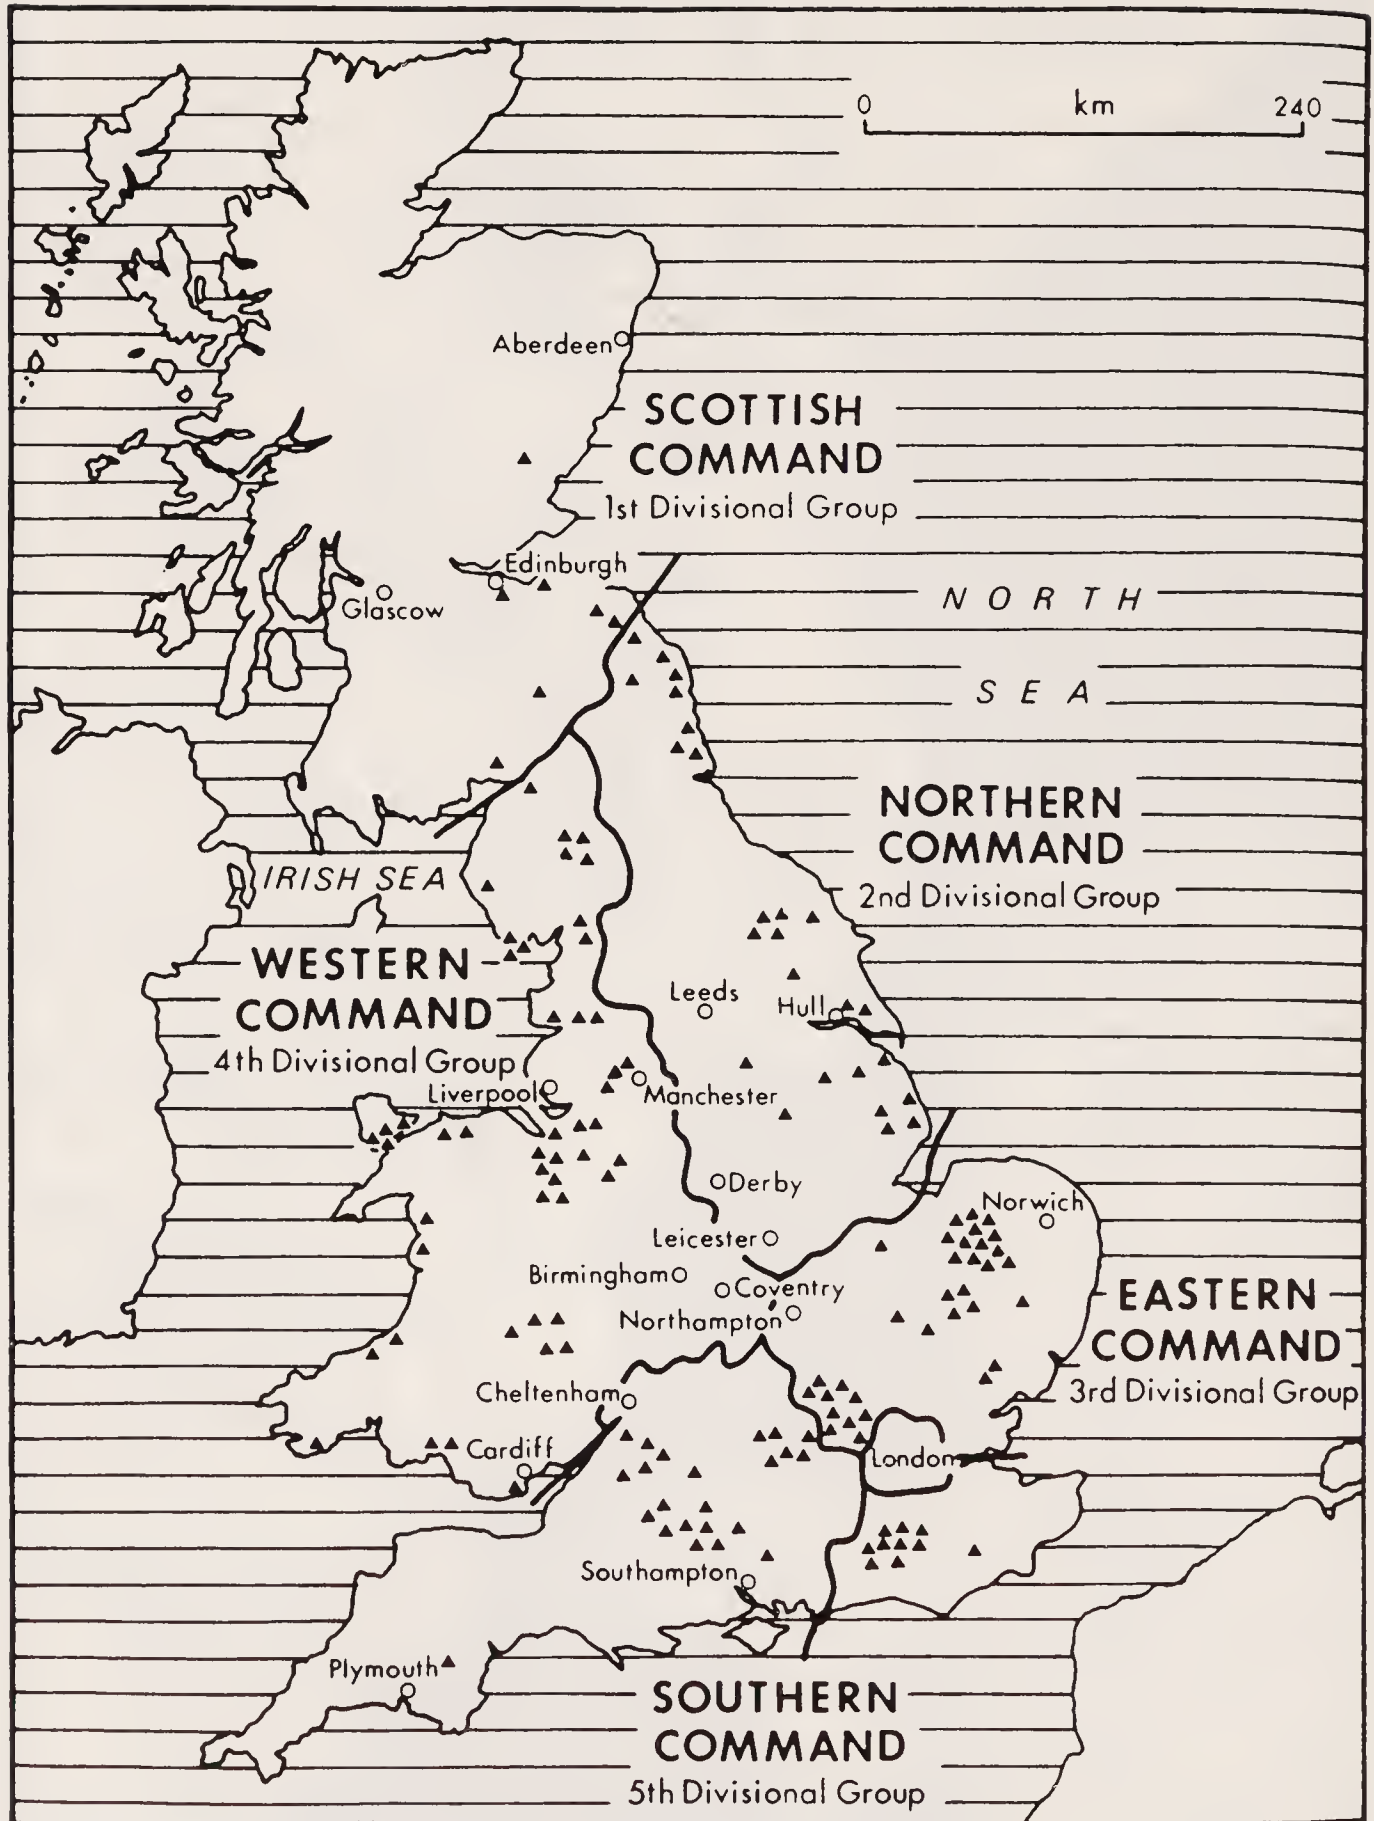 0 km 240
Aberdeen
SCOTTISH
COMMAND
1st Divisional Group
Edinburgh
Glascow
NORTH
SEA
NORTHERN
COMMAND
2nd Divisional Group
IRISH SEA
WESTERN
COMMAND
4th Divisional Group
Leeds
Hull
Liverpool
Manchester
Derby
Norwich
Leicester
Birmingham
Coventry
Northampton
EASTERN
COMMAND
3rd Divisional Group
Cheltenham
Cardiff
London
Southampton
Plymouth
SOUTHERN
COMMAND
5th Divisional Group